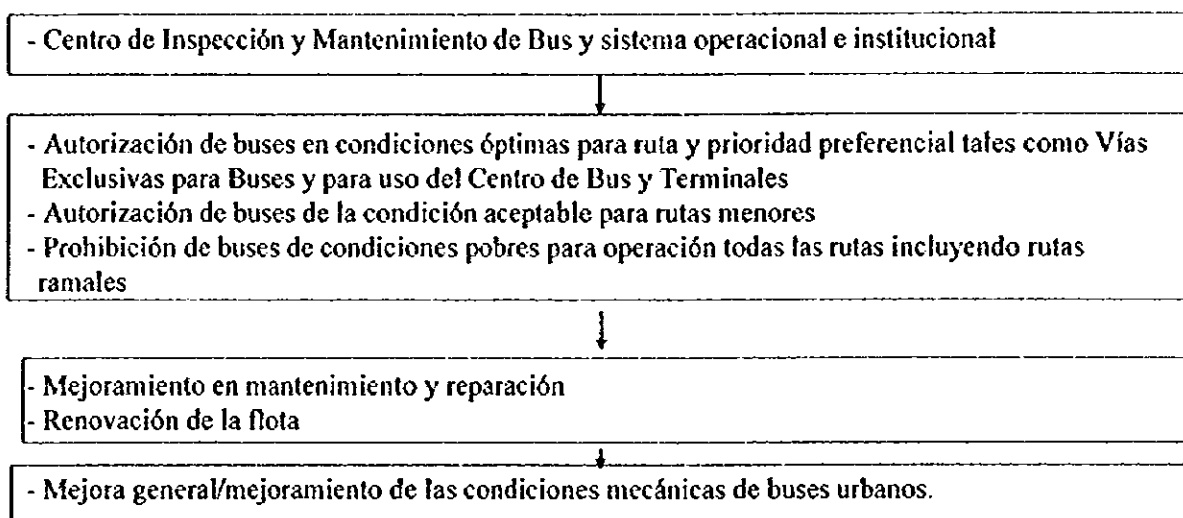 - Centro de Inspección y Mantenimiento de Bus y sistema operacional e institucional
- Autorización de buses en condiciones óptimas para ruta y prioridad preferencial tales como Vías
Exclusivas para Buses y para uso del Centro de Bus y Terminales
- Autorización de buses de la condición aceptable para rutas menores
- Prohibición de buses de condiciones pobres para operación todas las rutas incluyendo rutas
ramales
- Mejoramiento en mantenimiento y reparación
- Renovación de la flota
- Mejora general/mejoramiento de las condiciones mecánicas de buses urbanos.